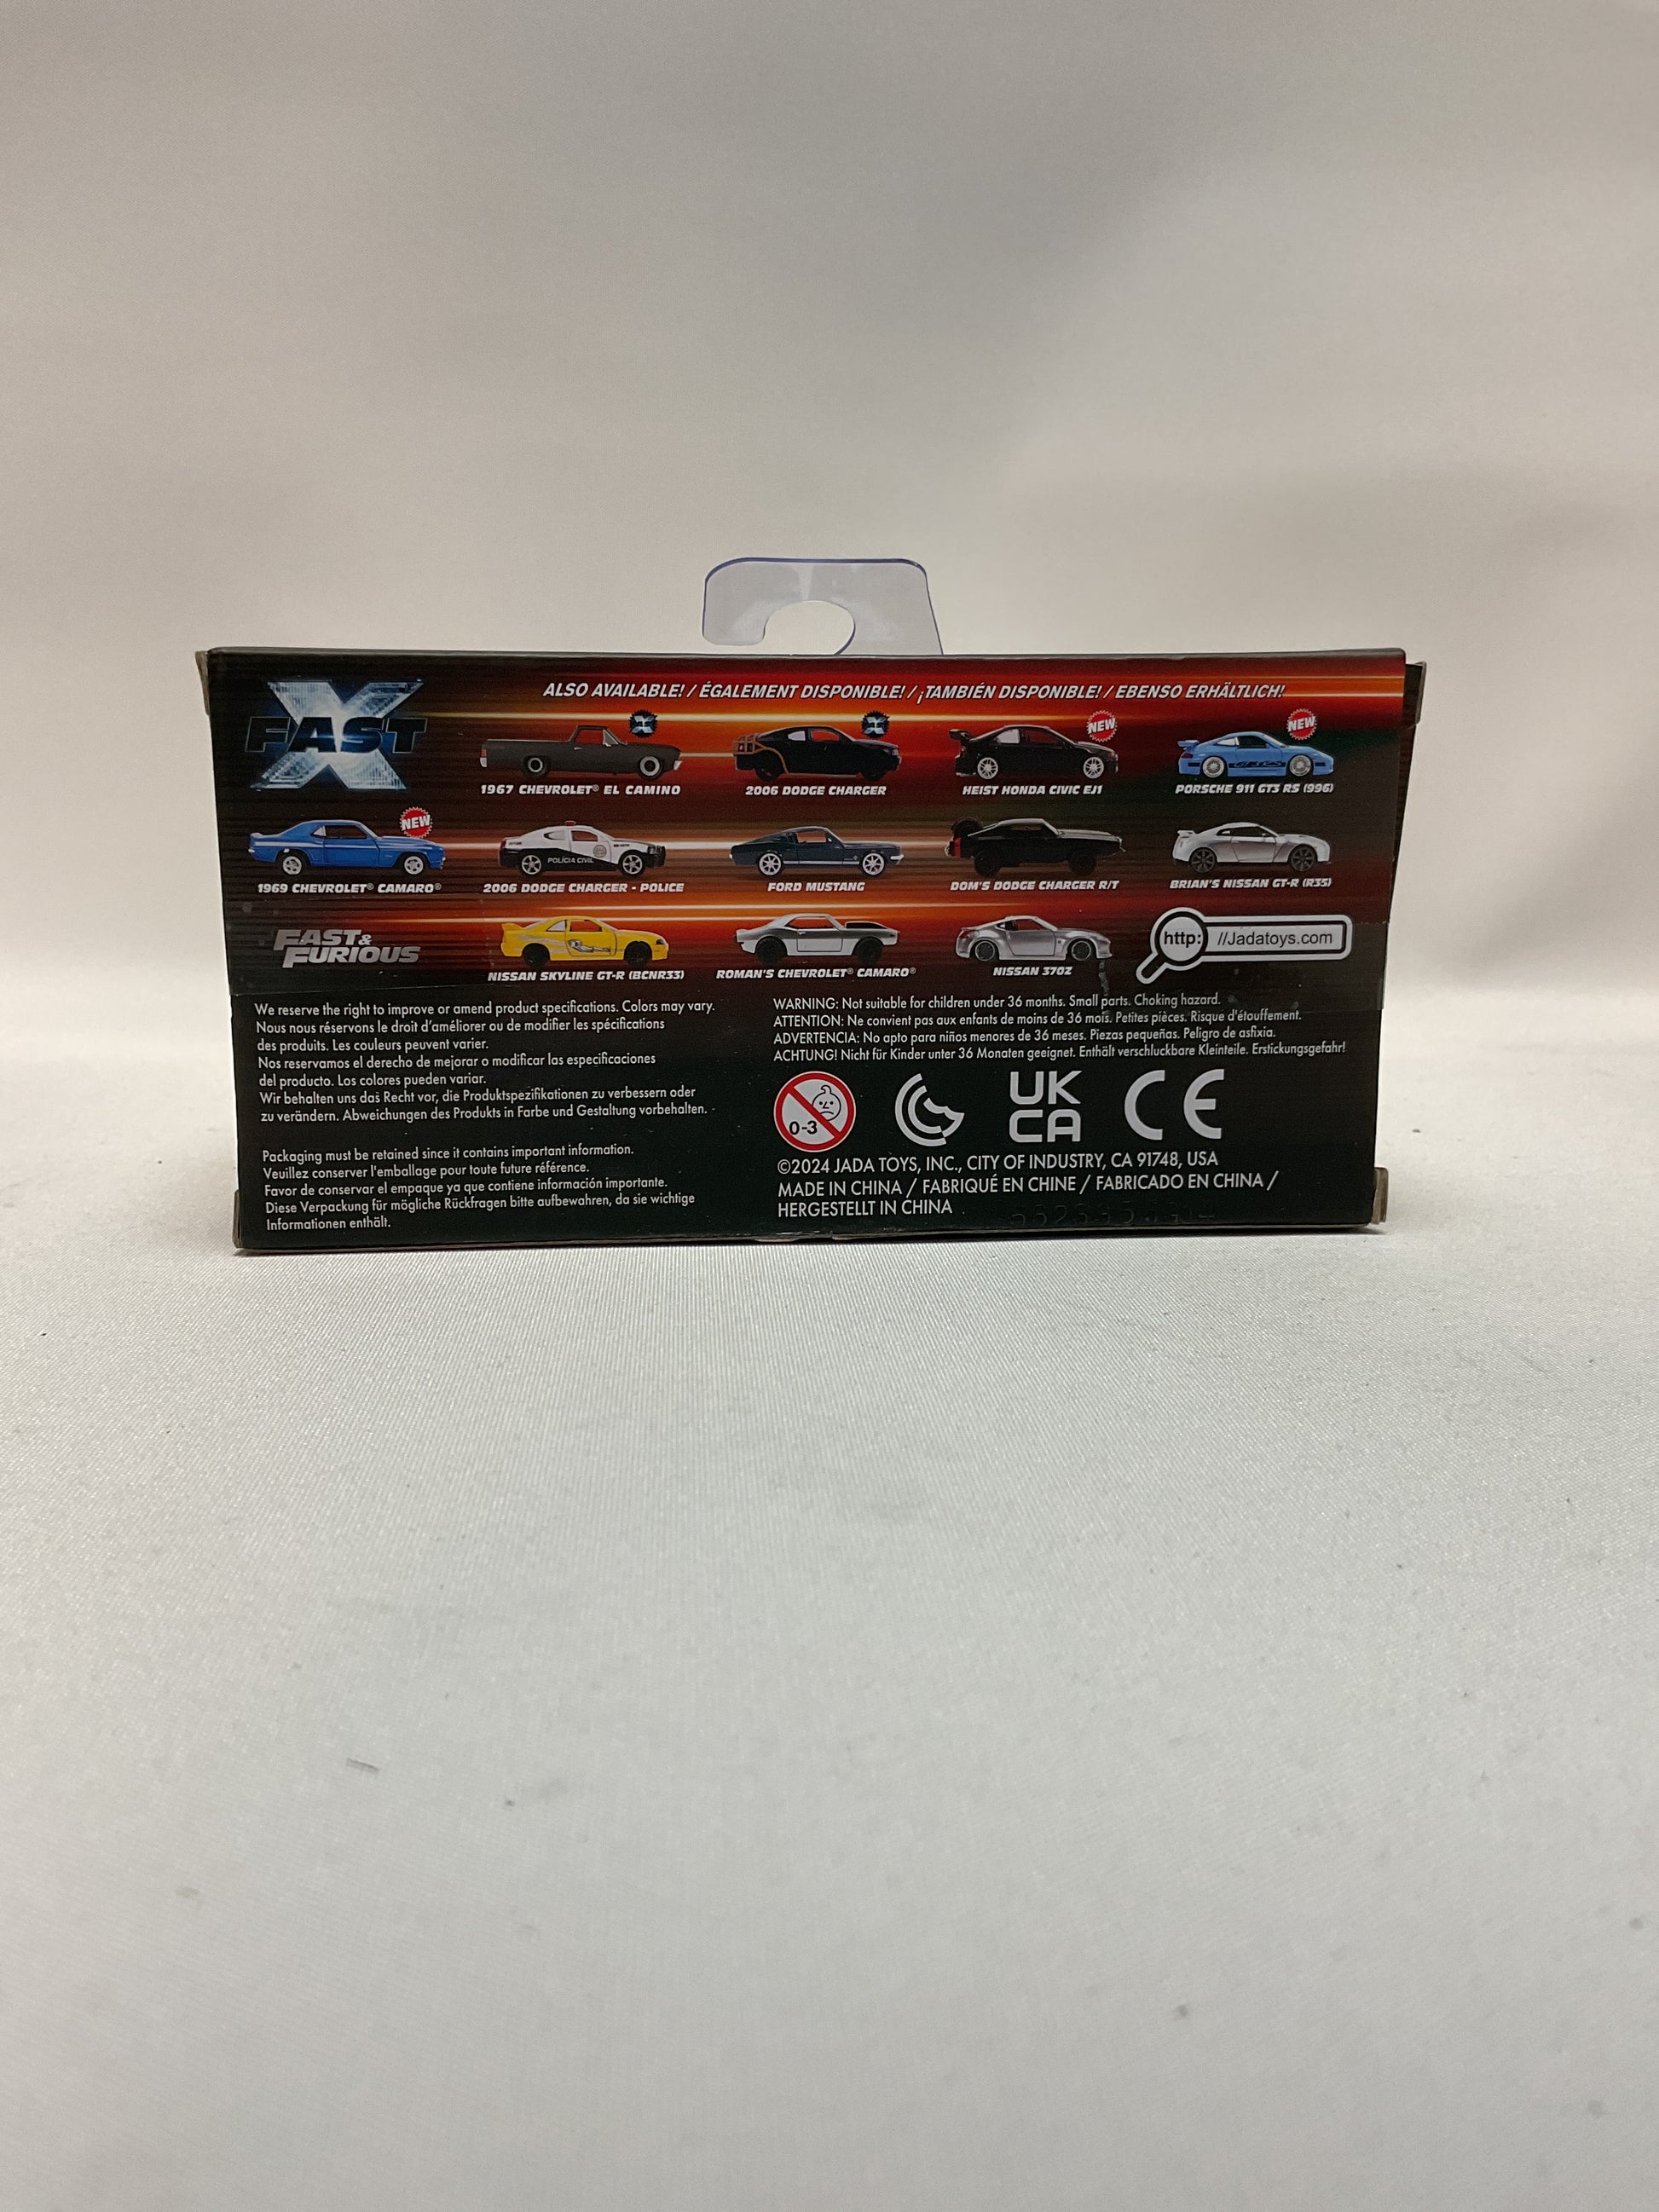 FAST X
ALSO AVAILABLE! / ÉGALEMENT DISPONIBLE! / ¡TAMBIÉN DISPONIBLE! / EBENSO ERHÄLTLICH!
NEW
NEW
1967 CHEVROLET® EL CAMINO
2006 DODGE CHARGER
HEIST HONDA CIVIC EJ1
PORSCHE 911 GT3 RS (996)
NEW
POLÍCIA CIVIL
1969 CHEVROLET® CAMARO®
2006 DODGE CHARGER - POLICE
FORD MUSTANG
DOM'S DODGE CHARGER R/T
BRIAN'S NISSAN GT-R (R35)
FAST &
FURIOUS
NISSAN SKYLINE GT-R (BCNR33)
ROMAN'S CHEVROLET® CAMARO®
NISSAN 370Z
http: //Jadatoys.com
We reserve the right to improve or amend product specifications. Colors may vary.
Nous nous réservons le droit d'améliorer ou de modifier les spécifications
des produits. Les couleurs peuvent varier.
Nos reservamos el derecho de mejorar o modificar las especificaciones
del producto. Los colores pueden variar.
Wir behalten uns das Recht vor, die Produktspezifikationen zu verbessern oder
zu verändern. Abweichungen des Produkts in Farbe und Gestaltung vorbehalten.
Packaging must be retained since it contains important information.
Veuillez conserver l'emballage pour toute future référence.
Favor de conservar el empaque ya que contiene información importante.
Diese Verpackung für mögliche Rückfragen bitte aufbewahren, da sie wichtige
Informationen enthält.
WARNING: Not suitable for children under 36 months. Small parts. Choking hazard.
ATTENTION: Ne convient pas aux enfants de moins de 36 mois. Petites pièces. Risque d'étouffement.
ADVERTENCIA: No apto para niños menores de 36 meses. Piezas pequeñas. Peligro de asfixia.
ACHTUNG! Nicht für Kinder unter 36 Monaten geeignet. Enthält verschluckbare Kleinteile. Erstickungsgefahr!
0-3
UK
CA
CE
©2024 JADA TOYS, INC., CITY OF INDUSTRY, CA 91748, USA
MADE IN CHINA / FABRIQUÉ EN CHINE / FABRICADO EN CHINA /
HERGESTELLT IN CHINA